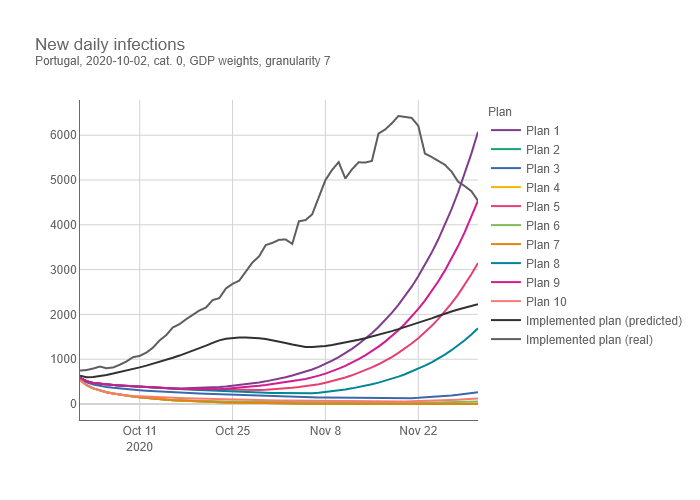 New daily infections
Portugal, 2020-10-02, cat. 0, GDP weights, granularity 7
Plan
6000
5000
4000
3000
2000
1000
0
Oct 11
2020
Oct 25
Nov 8
Nov 22
Plan 1
Plan 2
Plan 3
Plan 4
Plan 5
Plan 6
Plan 7
Plan 8
Plan 9
Plan 10
Implemented plan (predicted)
Implemented plan (real)